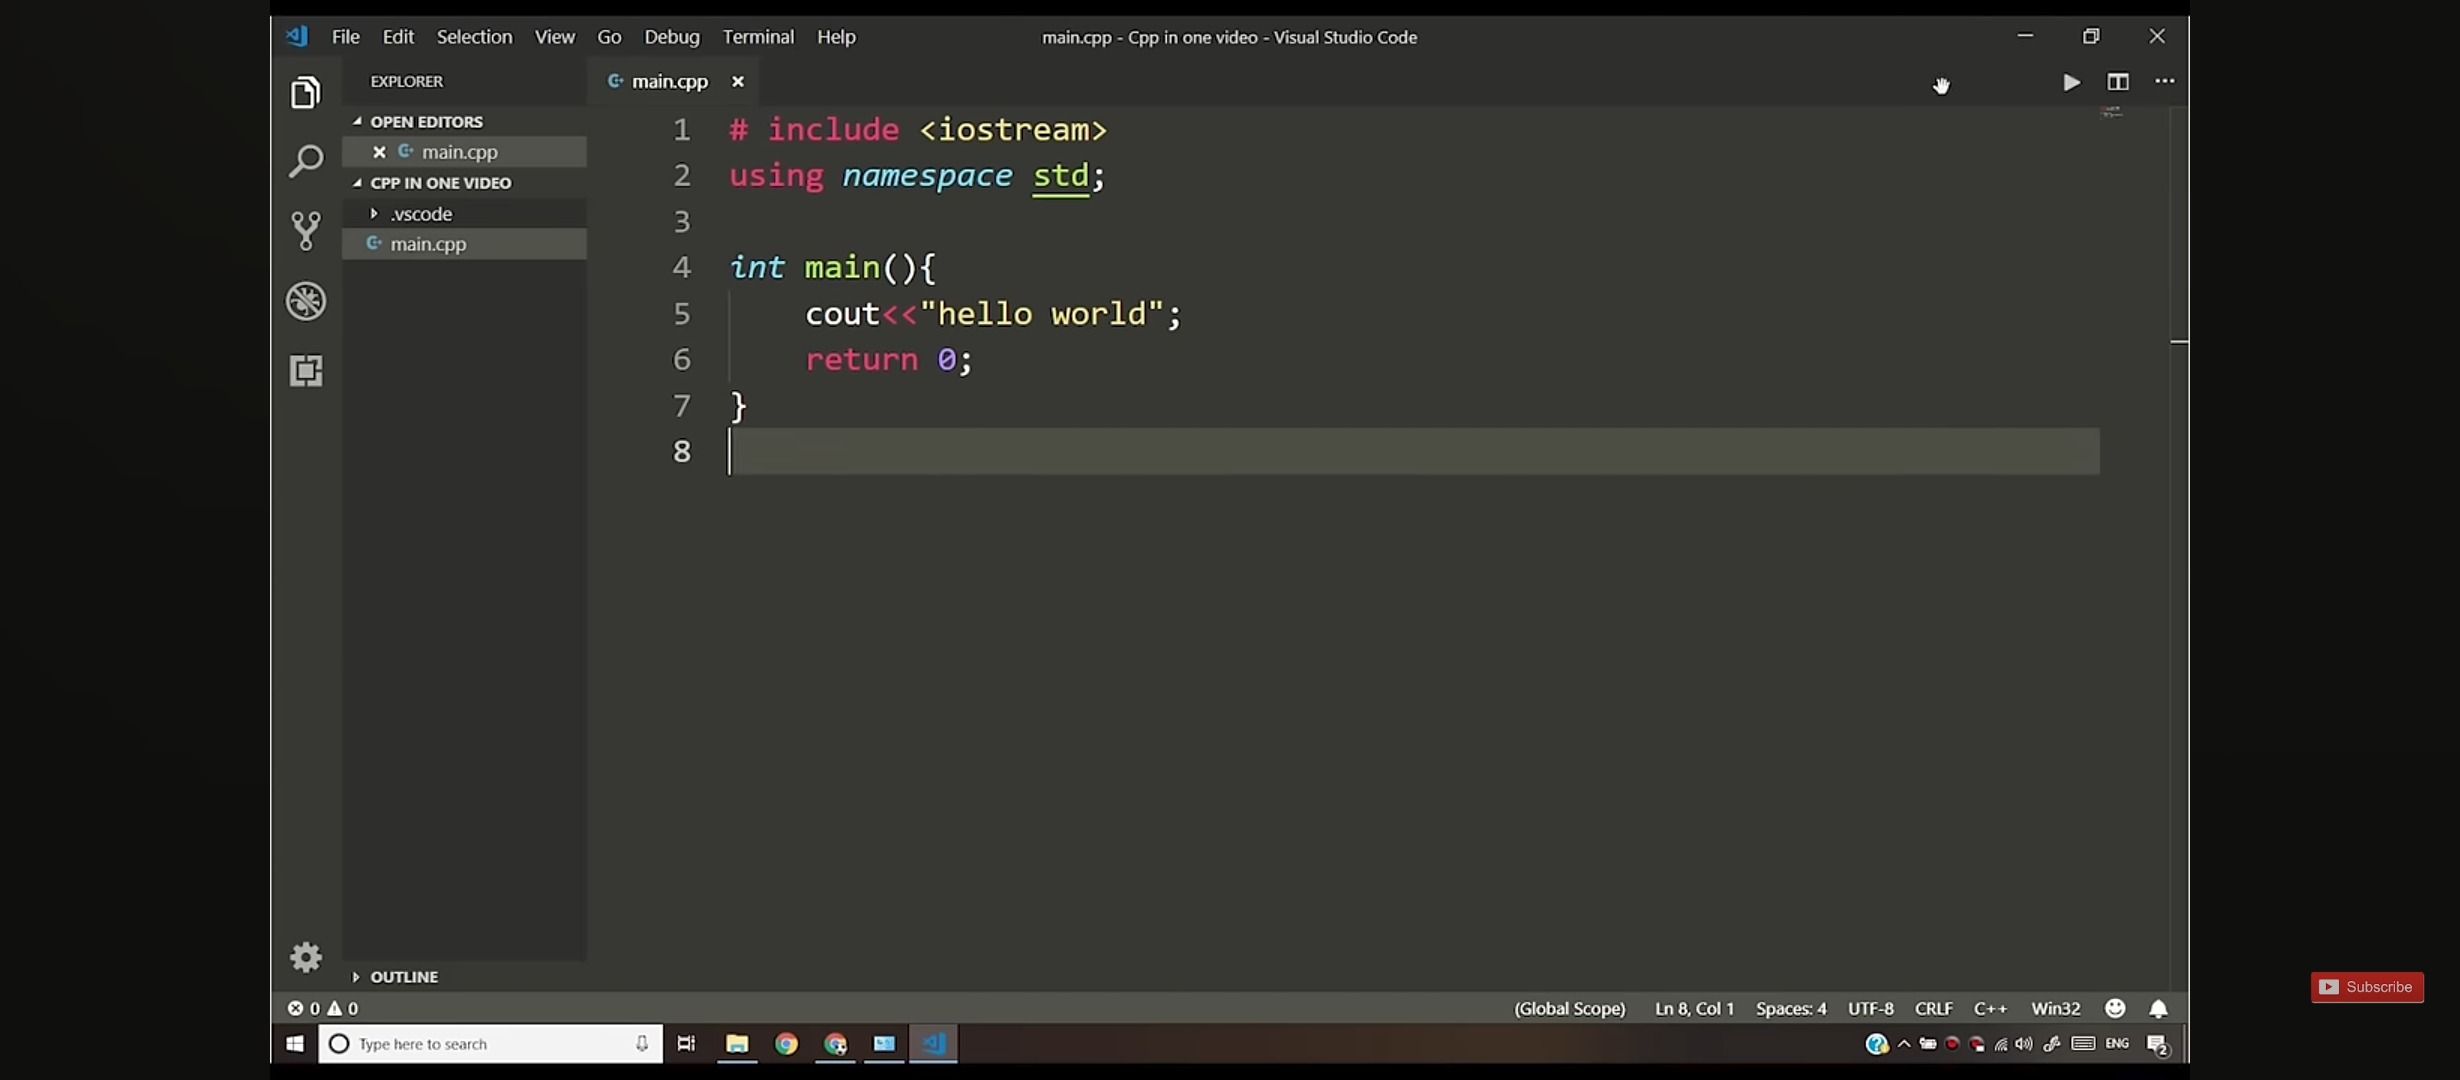 File Edit Selection View Go Debug Terminal Help
main.cpp - Cpp in one video - Visual Studio Code
EXPLORER
main.cpp
OPEN EDITORS
main.cpp
CPP IN ONE VIDEO
.vscode
main.cpp
1 # include <iostream>
2 using namespace std;
3
4 int main(){
5 cout<<"hello world";
6 return 0;
7 }
8
OUTLINE
0 0
(Global Scope) Ln 8, Col 1 Spaces: 4 UTF-8 CRLF C++ Win32
Type here to search
ENG
2
Subscribe